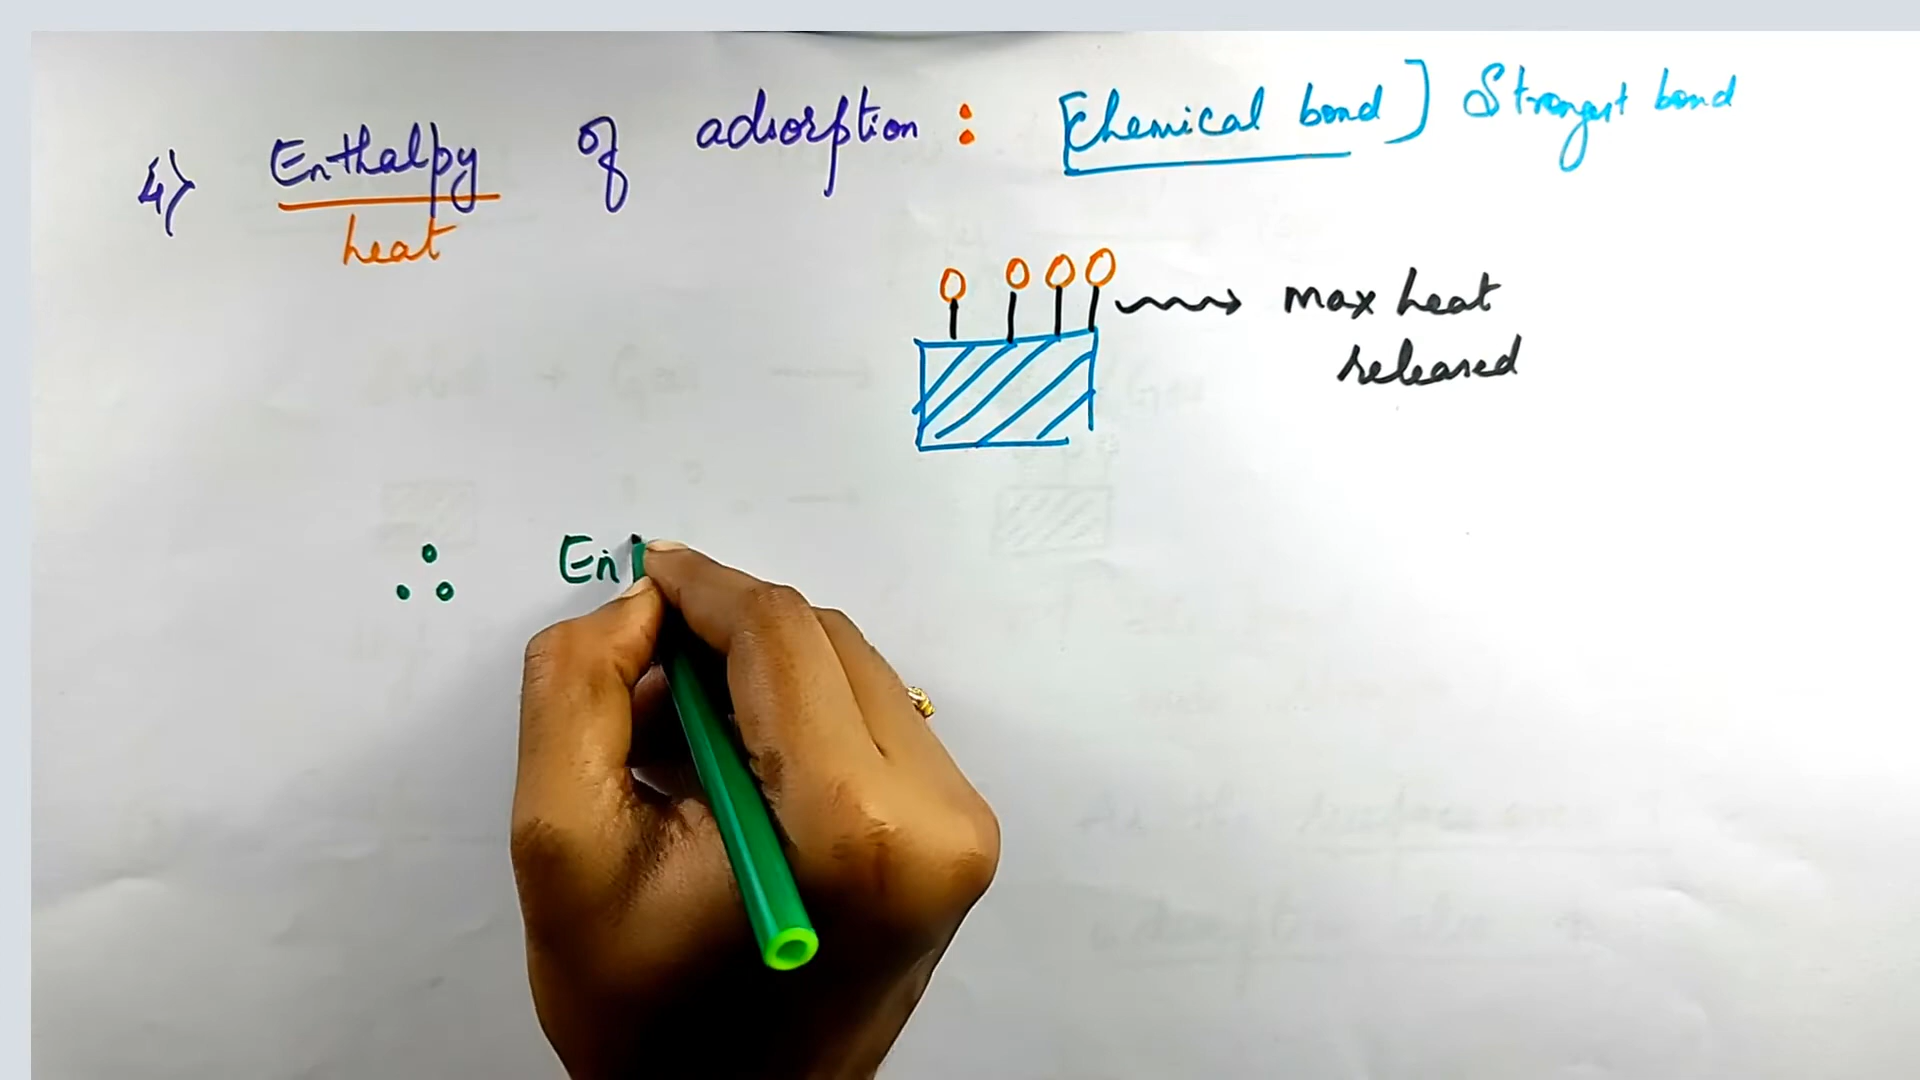 4) Enthalpy of adsorption : [Chemical bond] Strongest bond
heat
max heat
released
∴ En